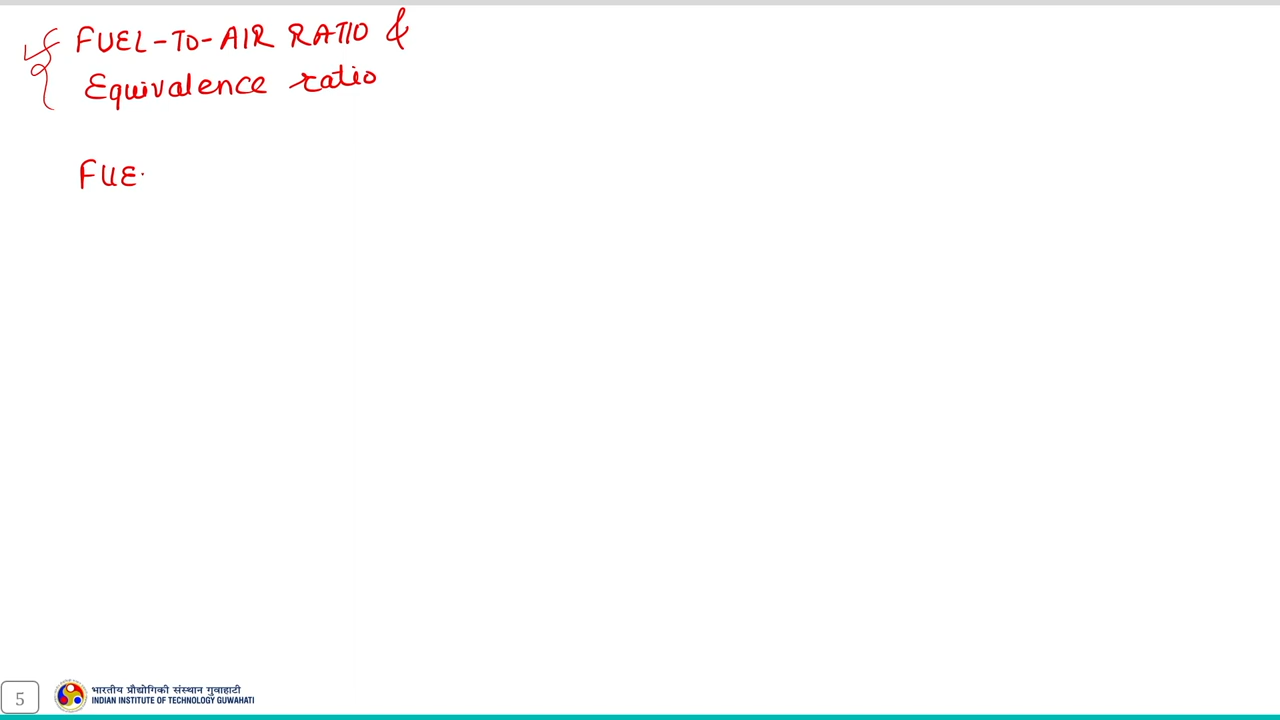 FUEL-TO-AIR RATIO &
Equivalence ratio
FUE
5
भारतीय प्रौद्योगिकी संस्थान गुवाहाटी
INDIAN INSTITUTE OF TECHNOLOGY GUWAHATI